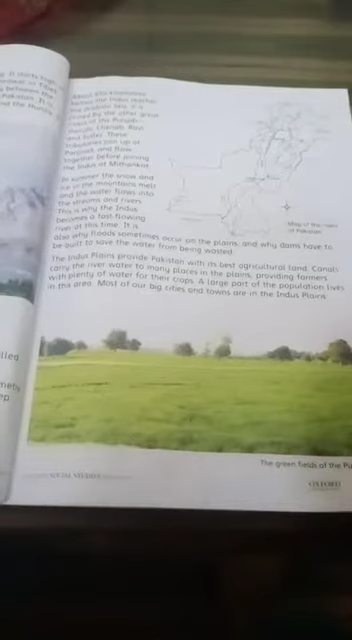 About 800 kilometres
before the Indus reaches
the Arabian Sea, it is
joined by the other great
rivers of the Punjab—
Jhelum, Chenab, Ravi,
and Sutlej. These
tributaries join up at
Panjnad and flow
together before joining
the Indus at Mithankot.
In summer the snow and
ice in the mountains melt
and the water flows into
the streams and rivers.
This is why the Indus
becomes a fast-flowing
river at this time. It is
also why floods sometimes occur on the plains, and why dams have to
be built to save the water from being wasted.
Map of the rivers
of Pakistan
The Indus Plains provide Pakistan with its best agricultural land. Canals
carry the river water to many places in the plains, providing farmers
with plenty of water for their crops. A large part of the population lives
in this area. Most of our big cities and towns are in the Indus Plains.
The green fields of the
SOCIAL STUDIES
OXFORD